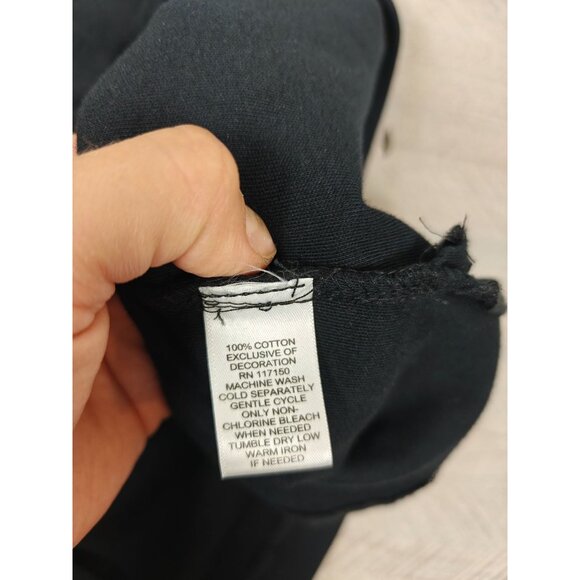 100% COTTON
EXCLUSIVE OF
DECORATION
RN 117150
MACHINE WASH
COLD SEPARATELY
GENTLE CYCLE
ONLY NON-
CHLORINE BLEACH
WHEN NEEDED
TUMBLE DRY LOW
WARM IRON
IF NEEDED